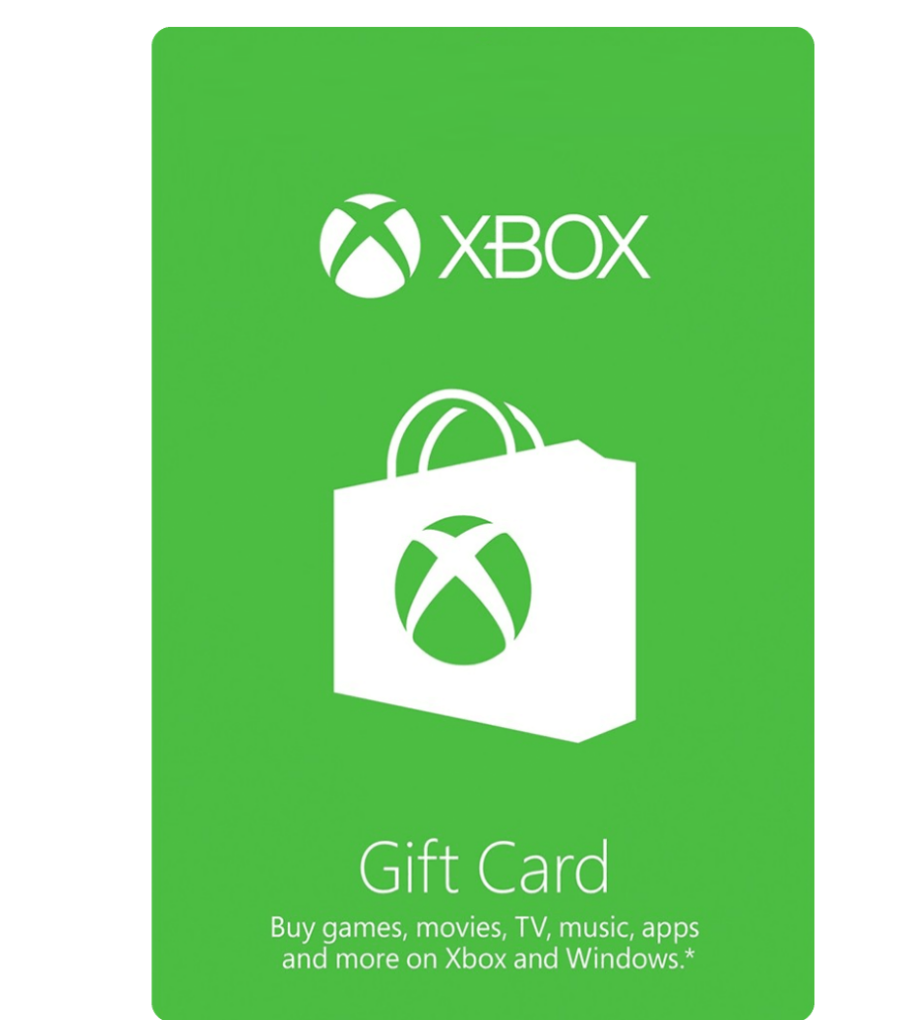 XBOX
Gift Card
Buy games, movies, TV, music, apps
and more on Xbox and Windows.*